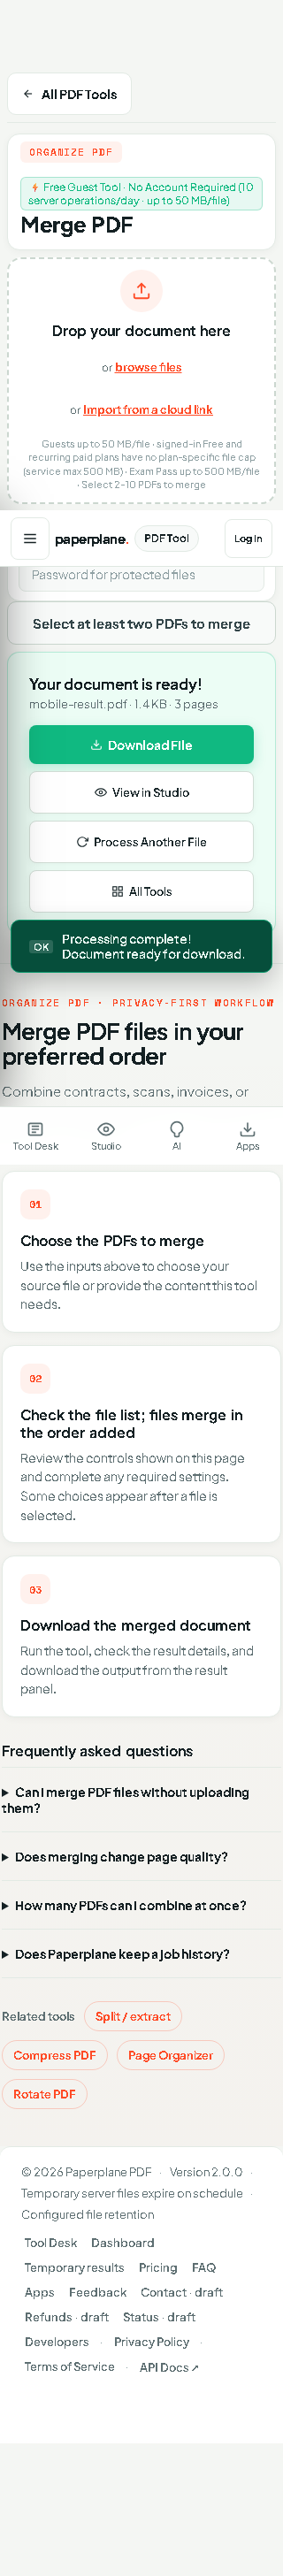 ← All PDF Tools
ORGANIZE PDF
Free Guest Tool · No Account Required (10
server operations/day · up to 50 MB/file)
Merge PDF
Drop your document here
or browse files
or Import from a cloud link
Guests up to 50 MB/file · signed-in Free and
recurring paid plans have no plan-specific file cap
(service max 500 MB) · Exam Pass up to 500 MB/file
· Select 2–10 PDFs to merge
paperplane. PDF Tool Log in
Password for protected files
Select at least two PDFs to merge
Your document is ready!
mobile-result.pdf · 1.4 KB · 3 pages
Download File
View in Studio
Process Another File
All Tools
OK Processing complete!
Document ready for download.
ORGANIZE PDF · PRIVACY-FIRST WORKFLOW
Merge PDF files in your
preferred order
Combine contracts, scans, invoices, or
Tool Desk Studio AI Apps
01
Choose the PDFs to merge
Use the inputs above to choose your
source file or provide the content this tool
needs.
02
Check the file list; files merge in
the order added
Review the controls shown on this page
and complete any required settings.
Some choices appear after a file is
selected.
03
Download the merged document
Run the tool, check the result details, and
download the output from the result
panel.
Frequently asked questions
▶ Can I merge PDF files without uploading
them?
▶ Does merging change page quality?
▶ How many PDFs can I combine at once?
▶ Does Paperplane keep a job history?
Related tools Split / extract
Compress PDF Page Organizer
Rotate PDF
© 2026 Paperplane PDF · Version 2.0.0 ·
Temporary server files expire on schedule ·
Configured file retention
Tool Desk Dashboard
Temporary results Pricing FAQ
Apps Feedback Contact · draft
Refunds · draft Status · draft
Developers · Privacy Policy ·
Terms of Service · API Docs ↗